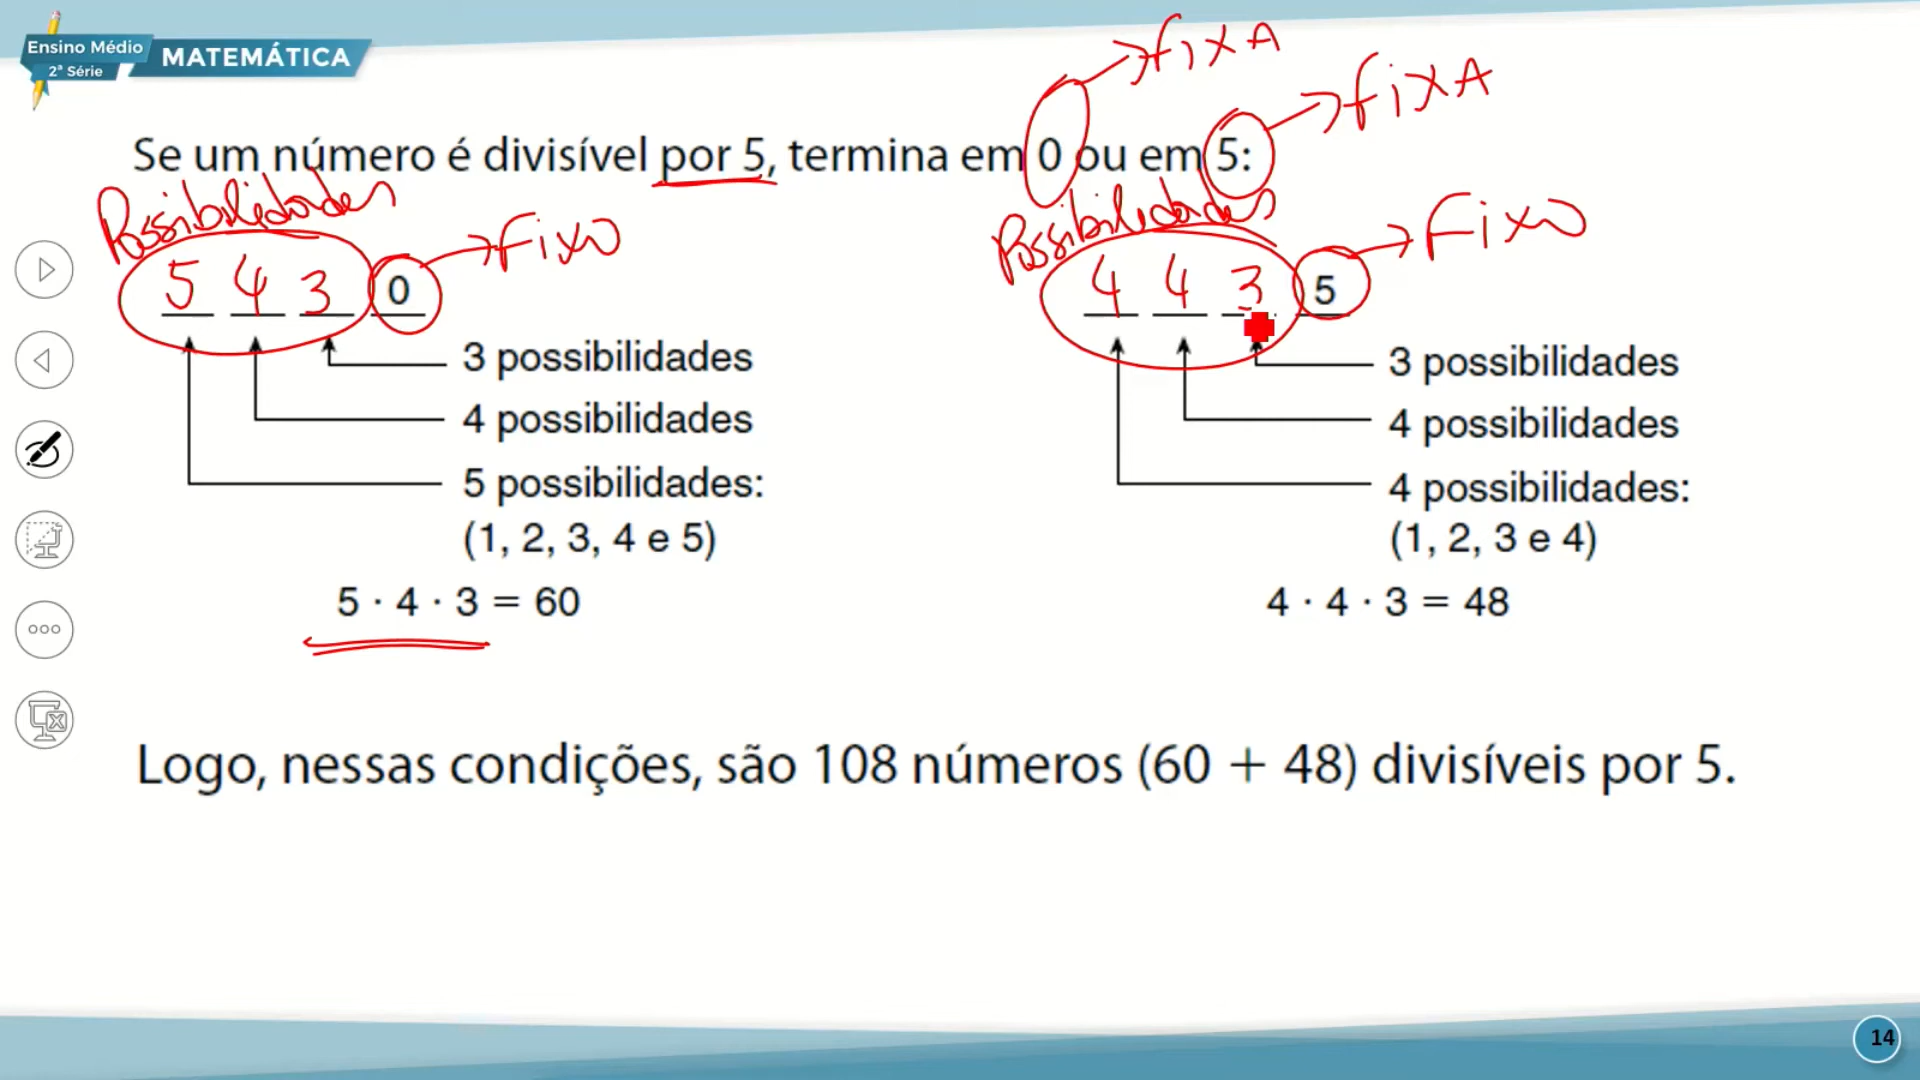 Ensino Médio
2ª Série
MATEMÁTICA
fixA
fixA
Se um número é divisível por 5, termina em 0 ou em 5:
Possibilidades
fixo
5 4 3 0
3 possibilidades
4 possibilidades
5 possibilidades:
(1, 2, 3, 4 e 5)
5 · 4 · 3 = 60
Possibilidades
Fixo
4 4 3 5
3 possibilidades
4 possibilidades
4 possibilidades:
(1, 2, 3 e 4)
4 · 4 · 3 = 48
Logo, nessas condições, são 108 números (60 + 48) divisíveis por 5.
14